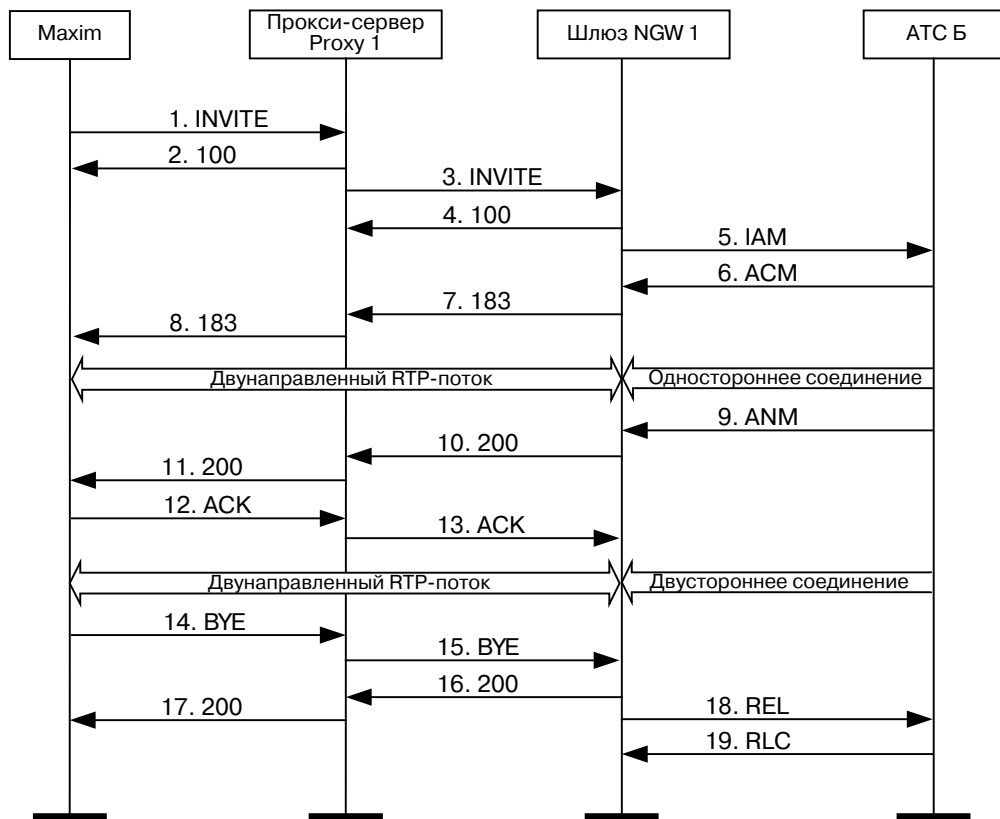 Maxim
Прокси-сервер
Proxy 1
Шлюз NGW 1
АТС Б
1. INVITE
2. 100
3. INVITE
4. 100
5. IAM
6. ACM
7. 183
8. 183
Двунаправленный RTP-поток
Одностороннее соединение
9. ANM
10. 200
11. 200
12. ACK
13. ACK
Двунаправленный RTP-поток
Двустороннее соединение
14. BYE
15. BYE
16. 200
17. 200
18. REL
19. RLC